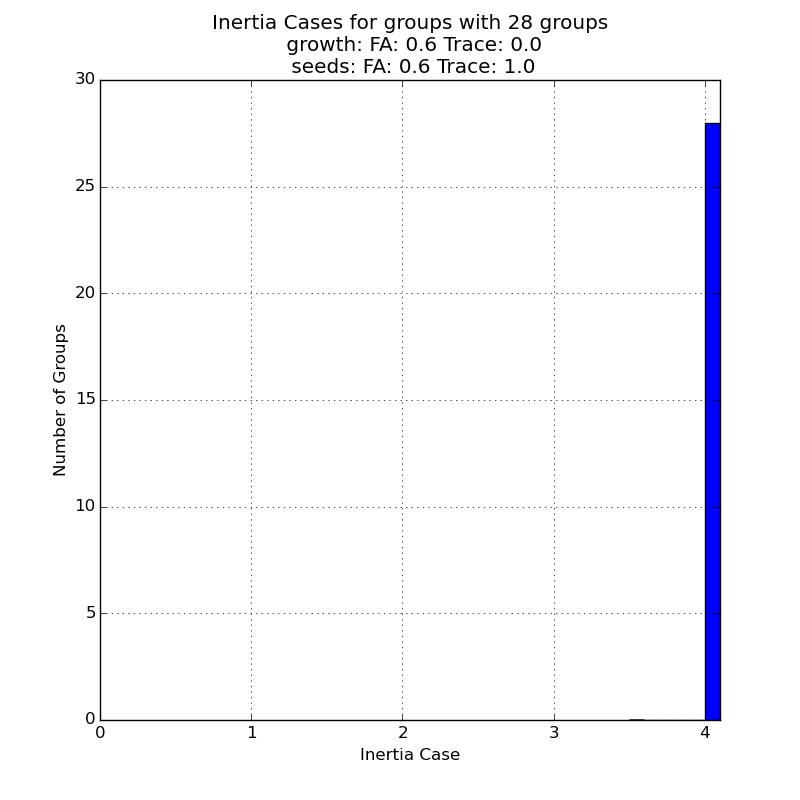 Inertia Cases for groups with 28 groups
growth: FA: 0.6 Trace: 0.0
seeds: FA: 0.6 Trace: 1.0
30
25
20
15
10
5
0
Number of Groups
0 1 2 3 4
Inertia Case